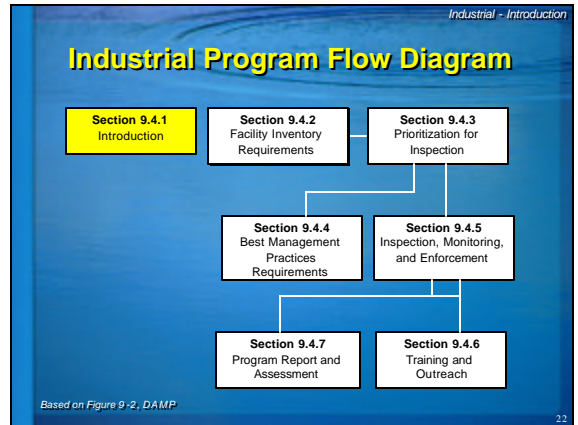 Industrial - Introduction
Industrial Program Flow Diagram
Section 9.4.1
Introduction
Section 9.4.2
Facility Inventory
Requirements
Section 9.4.3
Prioritization for
Inspection
Section 9.4.4
Best Management
Practices
Requirements
Section 9.4.5
Inspection, Monitoring,
and Enforcement
Section 9.4.7
Program Report and
Assessment
Section 9.4.6
Training and
Outreach
Based on Figure 9-2, DAMP
22